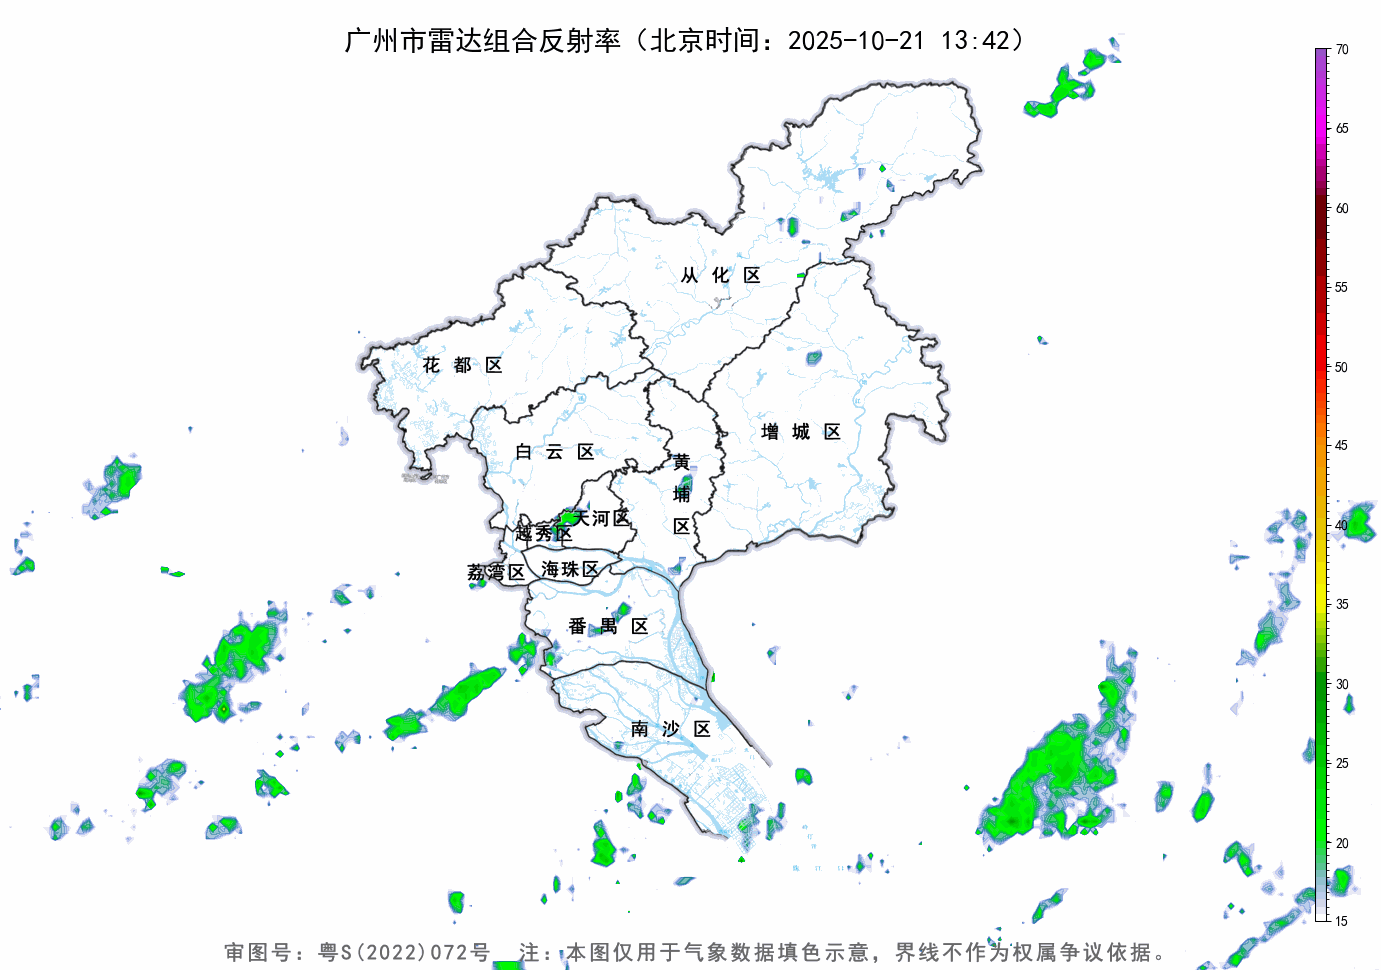 广州市雷达组合反射率（北京时间：2025-10-21 13:42）
70
65
60
55
50
45
40
35
30
25
20
15
从化区
花都区
增城区
白云区
黄埔区
天河区
越秀区
海珠区
荔湾区
番禺区
南沙区
审图号：粤S(2022)072号 注：本图仅用于气象数据填色示意，界线不作为权属争议依据。